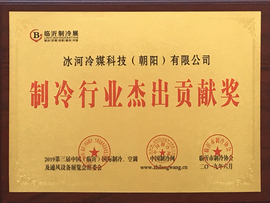 临沂制冷展
冰河冷媒科技（朝阳）有限公司
制冷行业杰出贡献奖
2019第三届中国（临沂）国际制冷、空调
及通风设备展览会组委会
中国制冷网
www.zhilengwang.cn
临沂市制冷协会
二〇一九年六月